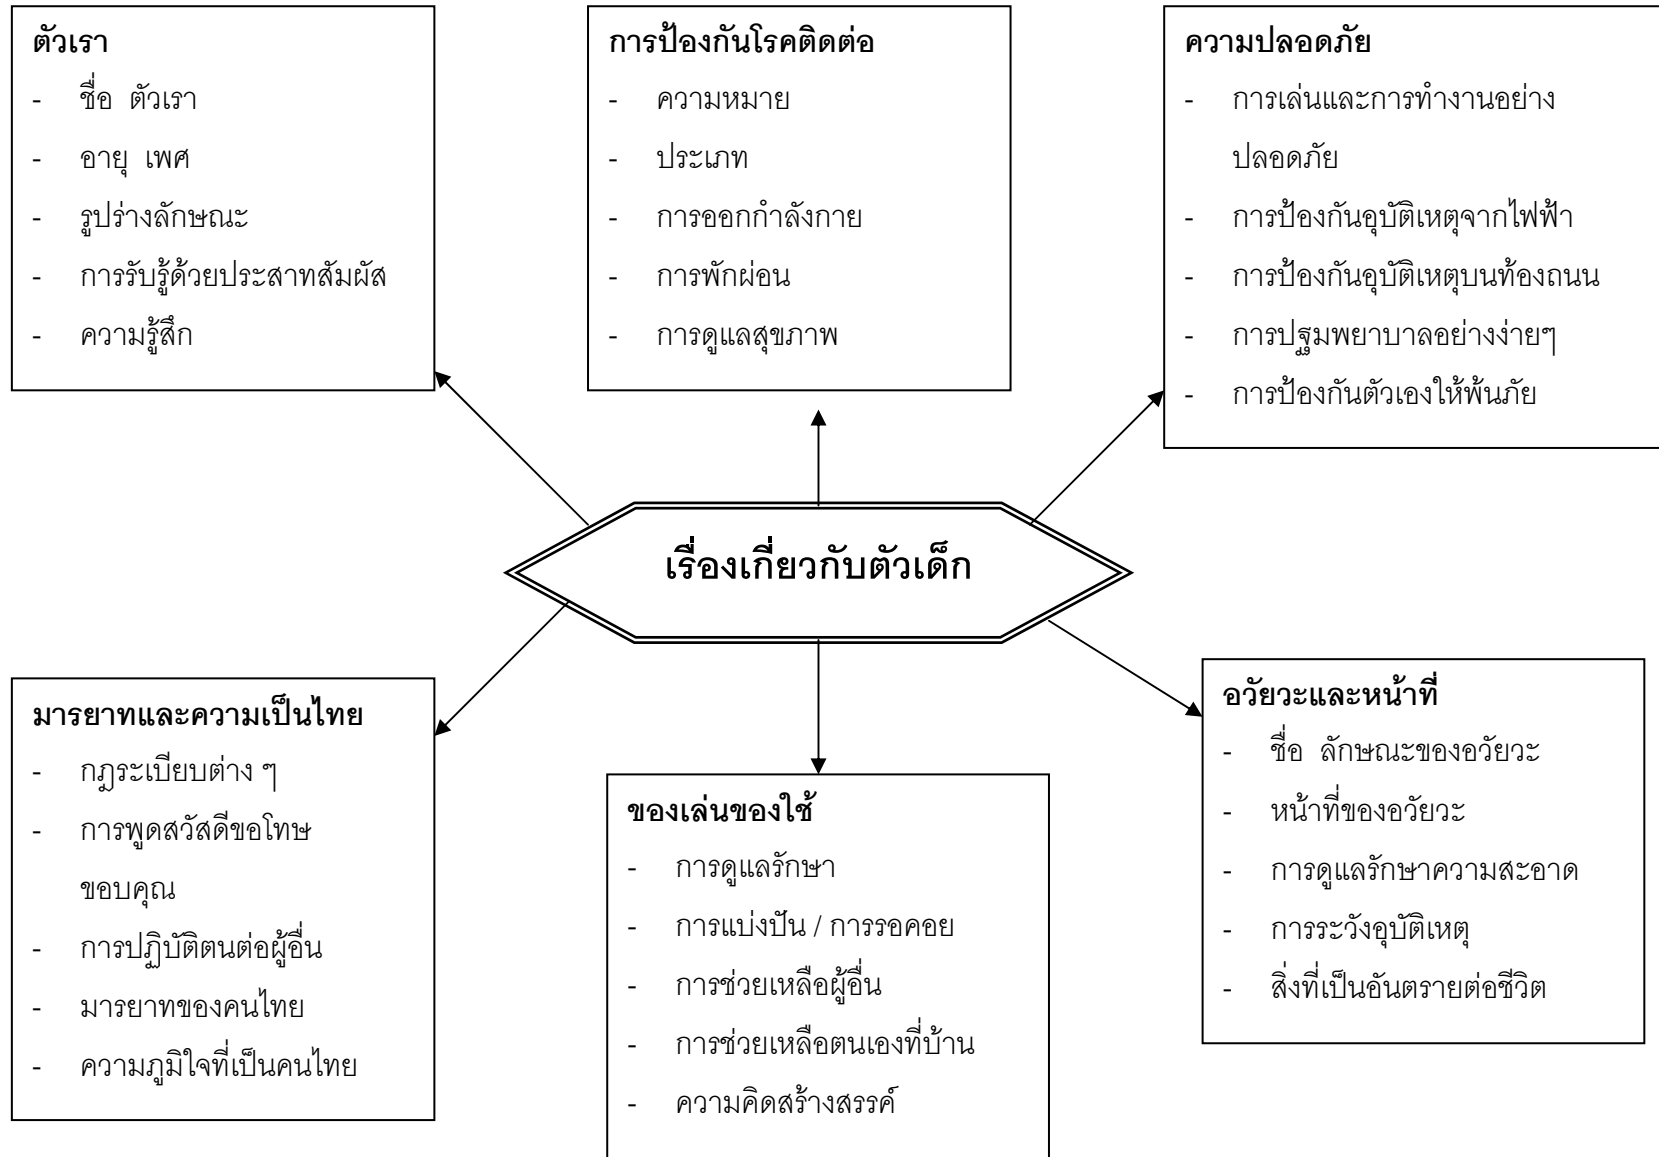 ตัวเรา
- ชื่อ ตัวเรา
- อายุ เพศ
- รูปร่างลักษณะ
- การรับรู้ด้วยประสาทสัมผัส
- ความรู้สึก
การป้องกันโรคติดต่อ
- ความหมาย
- ประเภท
- การออกกำลังกาย
- การพักผ่อน
- การดูแลสุขภาพ
ความปลอดภัย
- การเล่นและการทำงานอย่าง
ปลอดภัย
- การป้องกันอุบัติเหตุจากไฟฟ้า
- การป้องกันอุบัติเหตุบนท้องถนน
- การปฐมพยาบาลอย่างง่ายๆ
- การป้องกันตัวเองให้พ้นภัย
เรื่องเกี่ยวกับตัวเด็ก
มารยาทและความเป็นไทย
- กฎระเบียบต่าง ๆ
- การพูดสวัสดีขอโทษ
ขอบคุณ
- การปฏิบัติตนต่อผู้อื่น
- มารยาทของคนไทย
- ความภูมิใจที่เป็นคนไทย
ของเล่นของใช้
- การดูแลรักษา
- การแบ่งปัน / การรอคอย
- การช่วยเหลือผู้อื่น
- การช่วยเหลือตนเองที่บ้าน
- ความคิดสร้างสรรค์
อวัยวะและหน้าที่
- ชื่อ ลักษณะของอวัยวะ
- หน้าที่ของอวัยวะ
- การดูแลรักษาความสะอาด
- การระวังอุบัติเหตุ
- สิ่งที่เป็นอันตรายต่อชีวิต